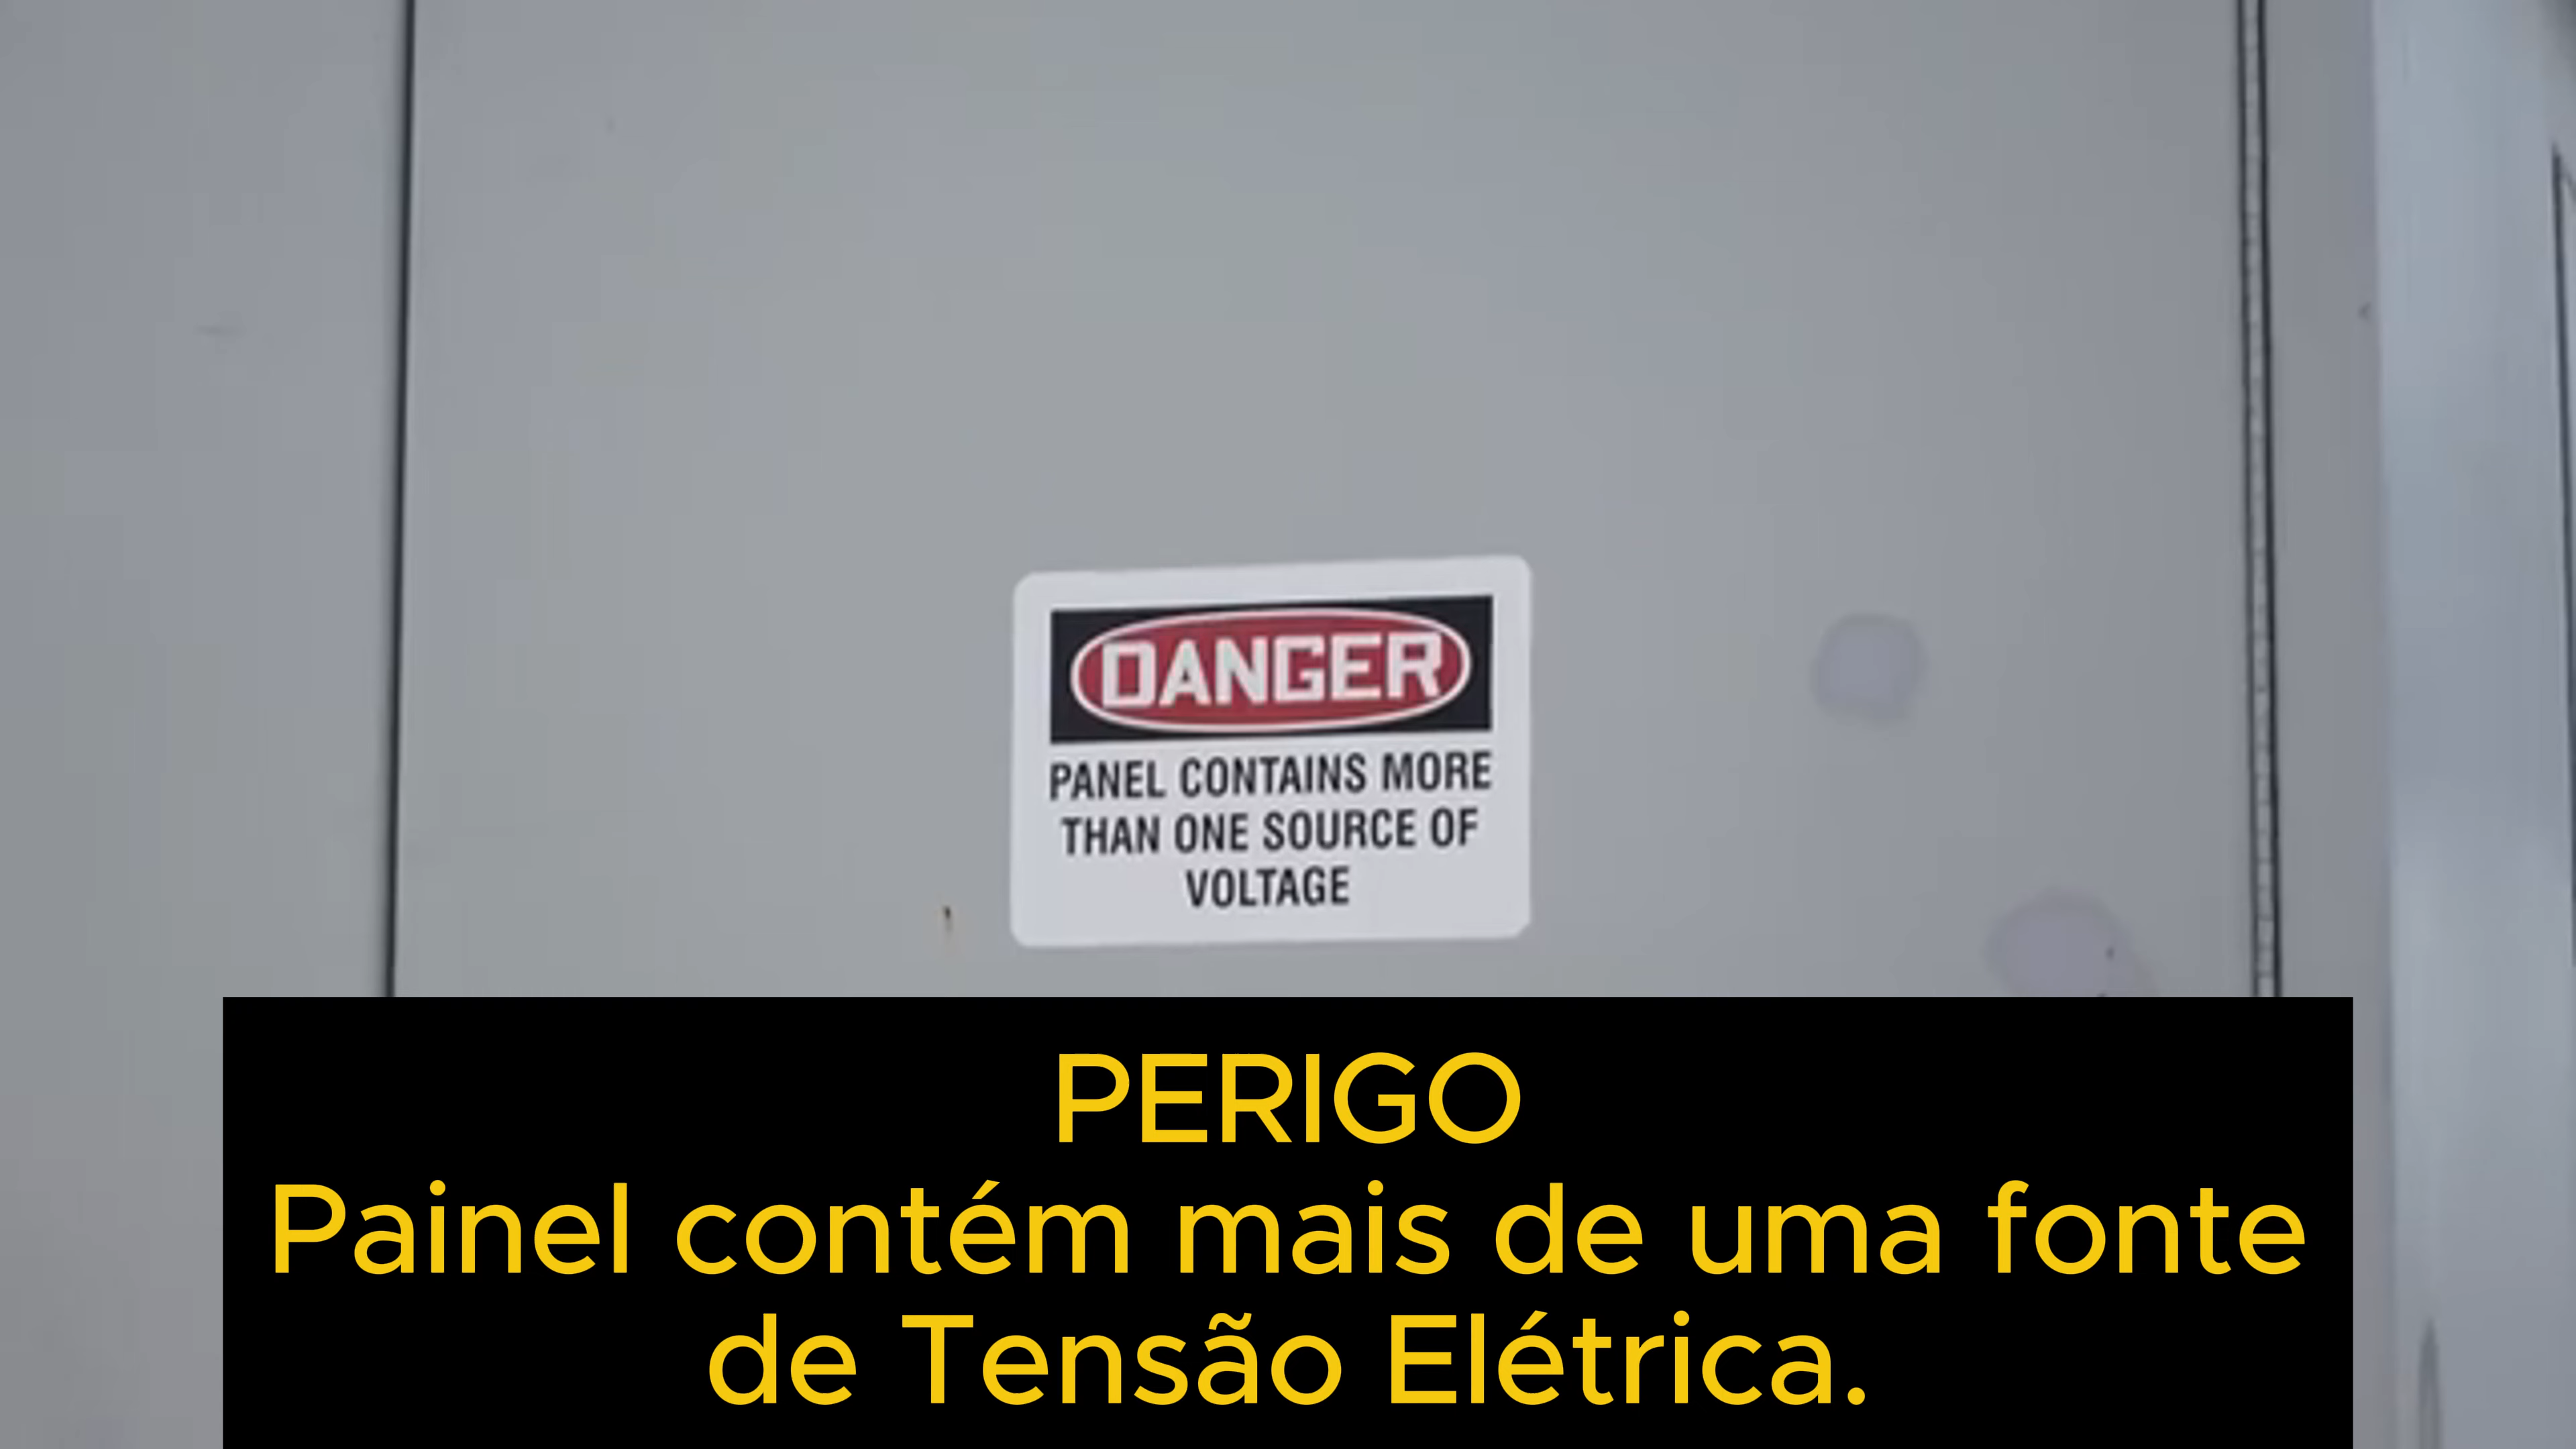 DANGER
PANEL CONTAINS MORE
THAN ONE SOURCE OF
VOLTAGE
PERIGO
Painel contém mais de uma fonte
de Tensão Elétrica.